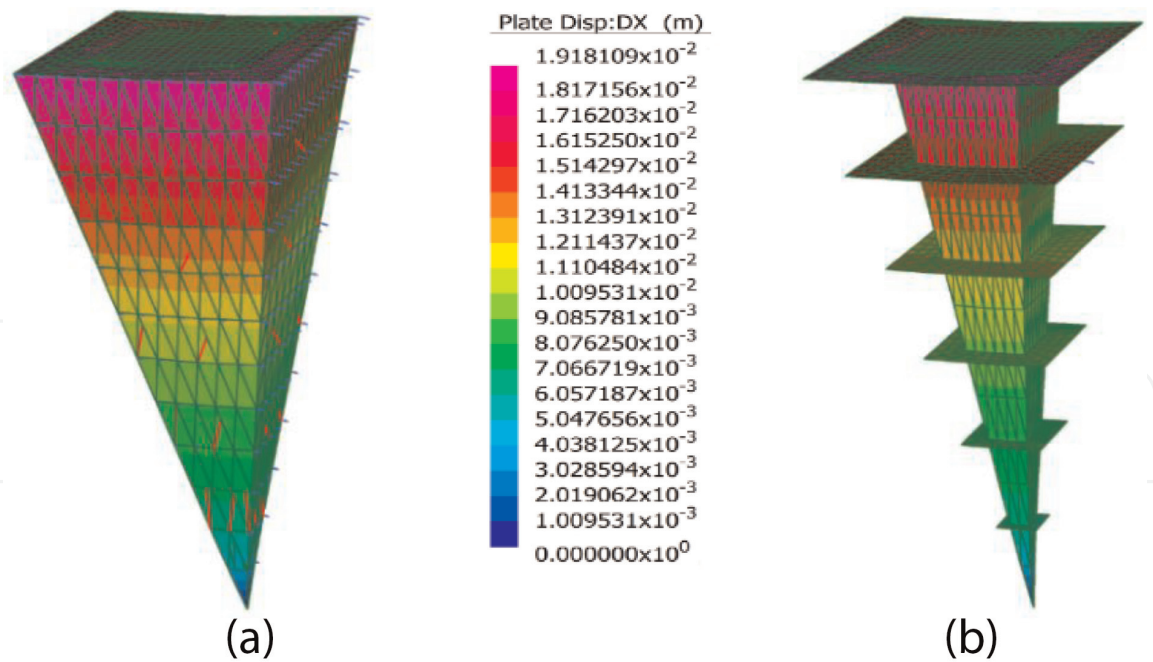 Plate Disp:DX (m)
1.918109x10⁻²
1.817156x10⁻²
1.716203x10⁻²
1.615250x10⁻²
1.514297x10⁻²
1.413344x10⁻²
1.312391x10⁻²
1.211437x10⁻²
1.110484x10⁻²
1.009531x10⁻²
9.085781x10⁻³
8.076250x10⁻³
7.066719x10⁻³
6.057187x10⁻³
5.047656x10⁻³
4.038125x10⁻³
3.028594x10⁻³
2.019062x10⁻³
1.009531x10⁻³
0.000000x10⁰
(a)
(b)